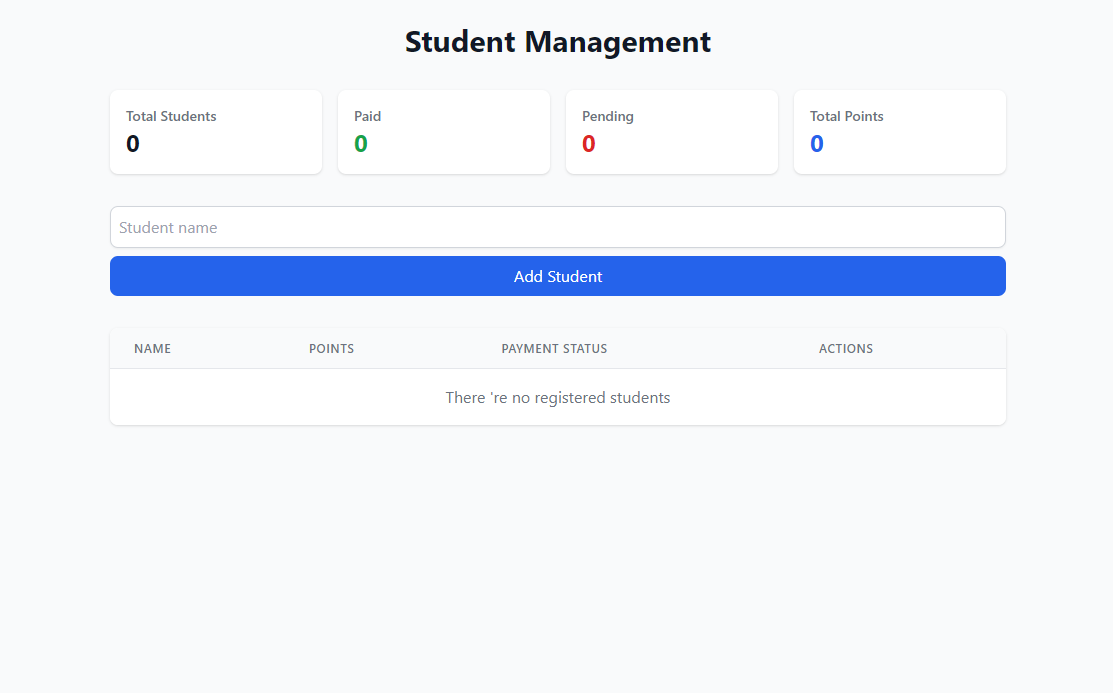 Student Management
Total Students
0
Paid
0
Pending
0
Total Points
0
Student name
Add Student
NAME POINTS PAYMENT STATUS ACTIONS
There 're no registered students